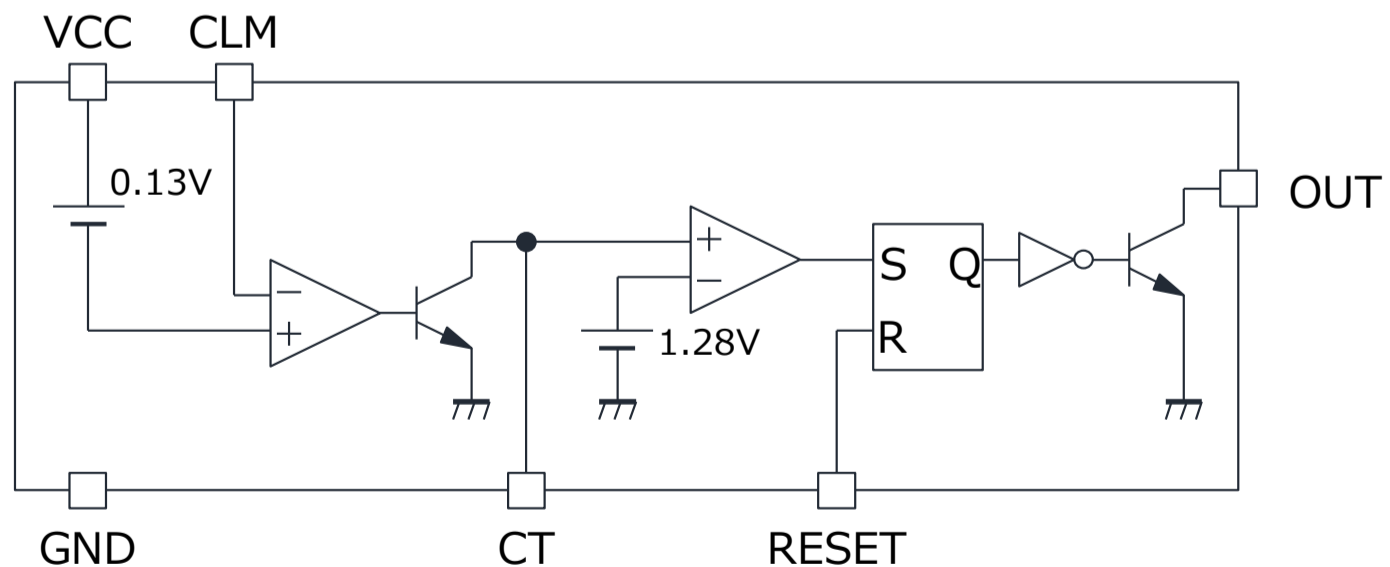 VCC CLM
0.13V
OUT
− +
+ −
1.28V
S Q
R
GND CT RESET